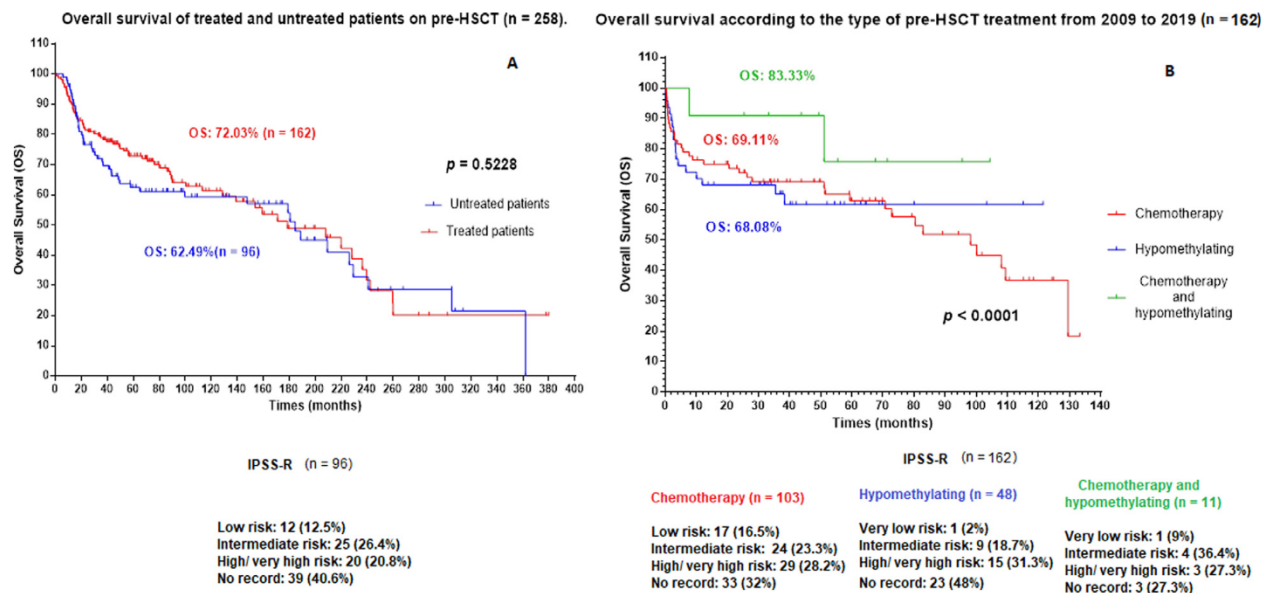 Overall survival of treated and untreated patients on pre-HSCT (n = 258).
A
Overall Survival (OS)
110
100
90
80
70
60
50
40
30
20
10
0
OS: 72.03% (n = 162)
p = 0.5228
Untreated patients
Treated patients
OS: 62.49%(n = 96)
0 20 40 60 80 100 120 140 160 180 200 220 240 260 280 300 320 340 360 380 400
Times (months)
IPSS-R (n = 96)
Low risk: 12 (12.5%)
Intermediate risk: 25 (26.4%)
High/ very high risk: 20 (20.8%)
No record: 39 (40.6%)
Overall survival according to the type of pre-HSCT treatment from 2009 to 2019 (n = 162)
B
Overall Survival (OS)
110
100
90
80
70
60
50
40
30
20
10
0
OS: 83.33%
OS: 69.11%
OS: 68.08%
Chemotherapy
Hypomethylating
Chemotherapy
and
hypomethylating
p < 0.0001
0 10 20 30 40 50 60 70 80 90 100 110 120 130 140
Times (months)
IPSS-R (n = 162)
Chemotherapy (n = 103)
Low risk: 17 (16.5%)
Intermediate risk: 24 (23.3%)
High/ very high risk: 29 (28.2%)
No record: 33 (32%)
Hypomethylating (n = 48)
Very low risk: 1 (2%)
Intermediate risk: 9 (18.7%)
High/ very high risk: 15 (31.3%)
No record: 23 (48%)
Chemotherapy and
hypomethylating (n = 11)
Very low risk: 1 (9%)
Intermediate risk: 4 (36.4%)
High/ very high risk: 3 (27.3%)
No record: 3 (27.3%)